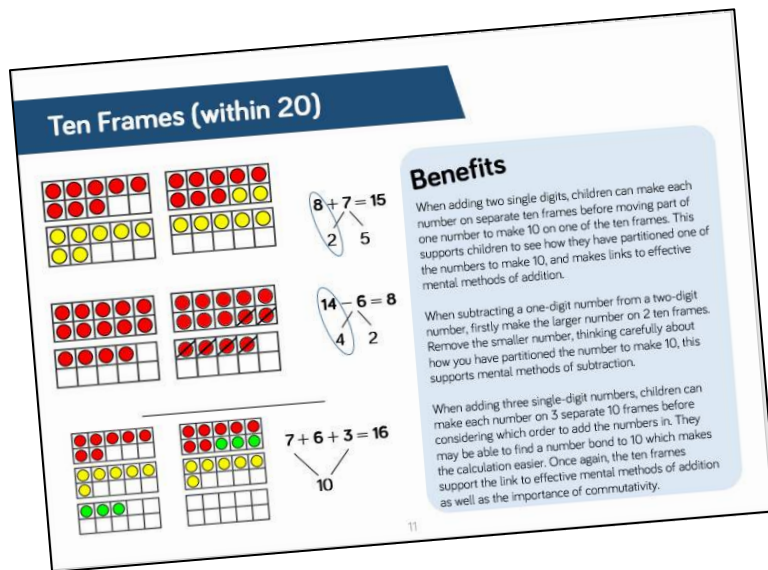 Ten Frames (within 20)
8 + 7 = 15
2 5
14 − 6 = 8
4 2
7 + 6 + 3 = 16
10
Benefits
When adding two single digits, children can make each
number on separate ten frames before moving part of
one number to make 10 on one of the ten frames. This
supports children to see how they have partitioned one of
the numbers to make 10, and makes links to effective
mental methods of addition.
When subtracting a one-digit number from a two-digit
number, firstly make the larger number on 2 ten frames.
Remove the smaller number, thinking carefully about
how you have partitioned the number to make 10, this
supports mental methods of subtraction.
When adding three single-digit numbers, children can
make each number on 3 separate 10 frames before
considering which order to add the numbers in. They
may be able to find a number bond to 10 which makes
the calculation easier. Once again, the ten frames
support the link to effective mental methods of addition
as well as the importance of commutativity.
11